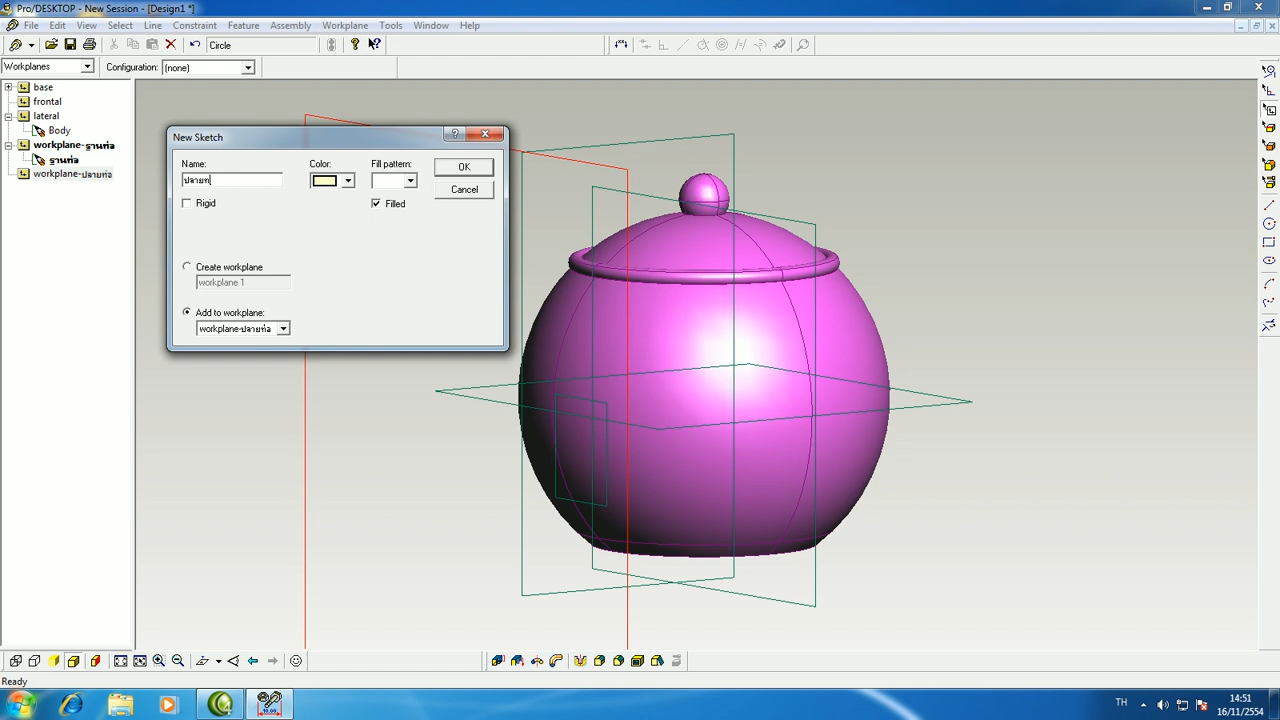 Pro/DESKTOP - New Session - [Design1 *]
File Edit View Select Line Constraint Feature Assembly Workplane Tools Window Help
Circle
Workplanes Configuration: (none)
base
frontal
lateral
Body
workplane-ฐานท่อ
ฐานท่อ
workplane-ปลายท่อ
New Sketch
Name: Color: Fill pattern: OK
ปลายท
Cancel
Rigid Filled
Create workplane
workplane 1
Add to workplane:
workplane-ปลายท่อ
Ready
TH 14:51
16/11/2554